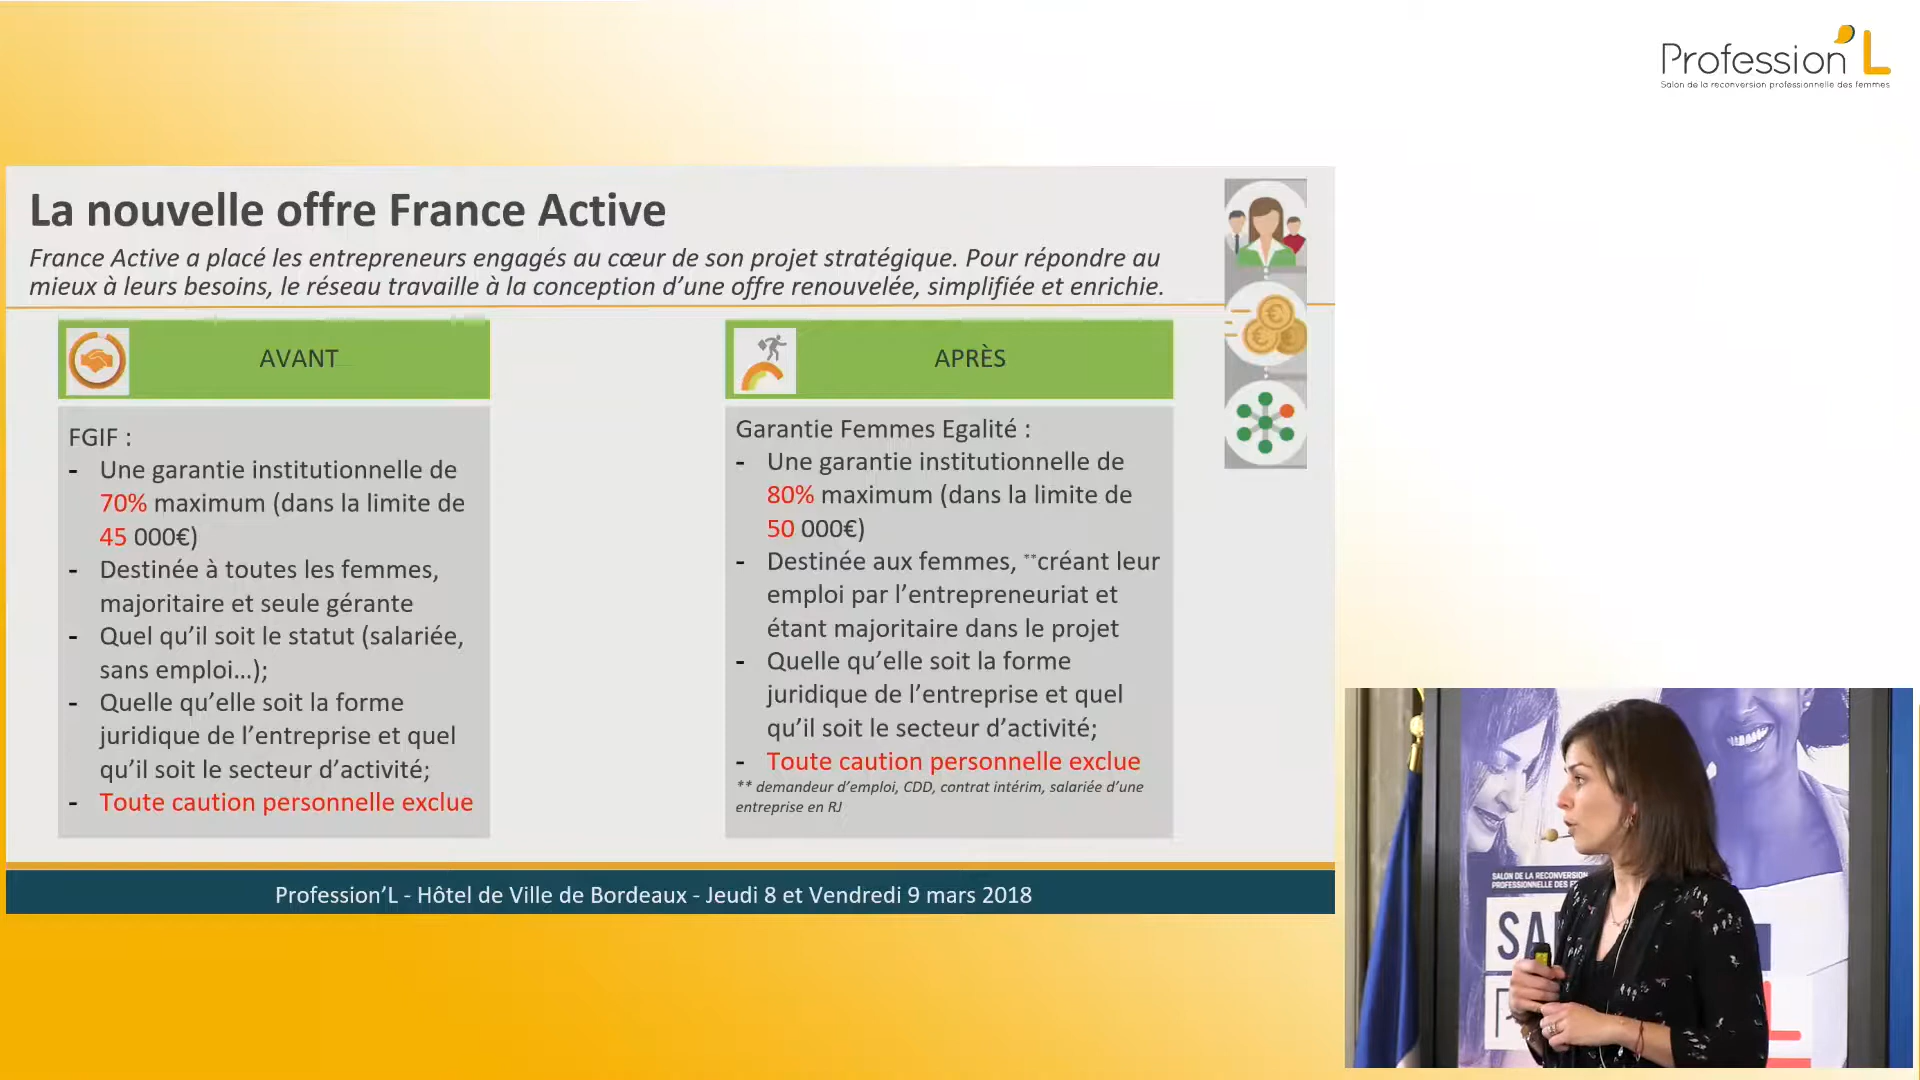 Profession'L
Salon de la reconversion professionnelle des femmes
La nouvelle offre France Active
France Active a placé les entrepreneurs engagés au cœur de son projet stratégique. Pour répondre au
mieux à leurs besoins, le réseau travaille à la conception d'une offre renouvelée, simplifiée et enrichie.
AVANT
FGIF :
- Une garantie institutionnelle de
70% maximum (dans la limite de
45 000€)
- Destinée à toutes les femmes,
majoritaire et seule gérante
- Quel qu'il soit le statut (salariée,
sans emploi…);
- Quelle qu'elle soit la forme
juridique de l'entreprise et quel
qu'il soit le secteur d'activité;
- Toute caution personnelle exclue
APRÈS
Garantie Femmes Egalité :
- Une garantie institutionnelle de
80% maximum (dans la limite de
50 000€)
- Destinée aux femmes, **créant leur
emploi par l'entrepreneuriat et
étant majoritaire dans le projet
- Quelle qu'elle soit la forme
juridique de l'entreprise et quel
qu'il soit le secteur d'activité;
- Toute caution personnelle exclue
** demandeur d'emploi, CDD, contrat intérim, salariée d'une
entreprise en RJ
Profession'L - Hôtel de Ville de Bordeaux - Jeudi 8 et Vendredi 9 mars 2018
SALON DE LA RECONVERSION
PROFESSIONNELLE DES
SA